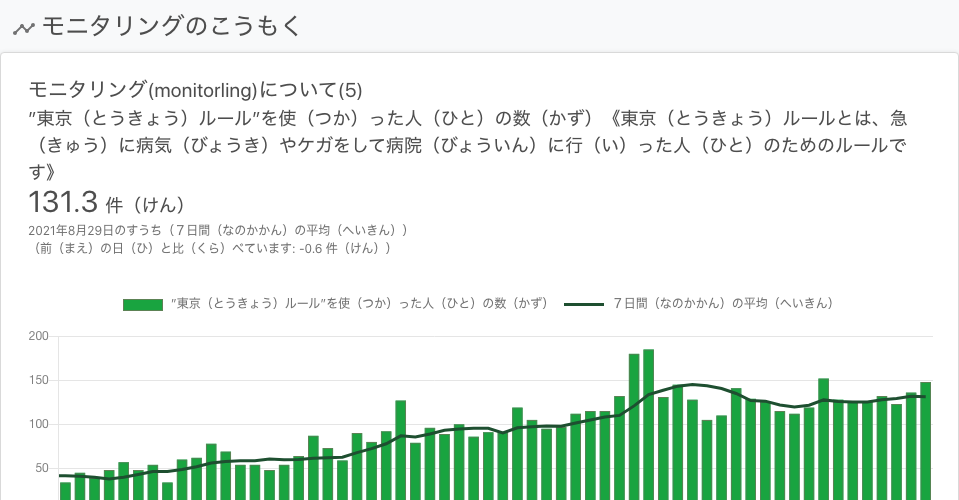 モニタリングのこうもく
モニタリング(monitorling)について(5)
”東京（とうきょう）ルール”を使（つか）った人（ひと）の数（かず）《東京（とうきょう）ルールとは、急
（きゅう）に病気（びょうき）やケガをして病院（びょういん）に行（い）った人（ひと）のためのルールで
す》
131.3 件（けん）
2021年8月29日のすうち（７日間（なのかかん）の平均（へいきん））
（前（まえ）の日（ひ）と比（くら）べています: -0.6 件（けん））
”東京（とうきょう）ルール”を使（つか）った人（ひと）の数（かず） ７日間（なのかかん）の平均（へいきん）
200
150
100
50